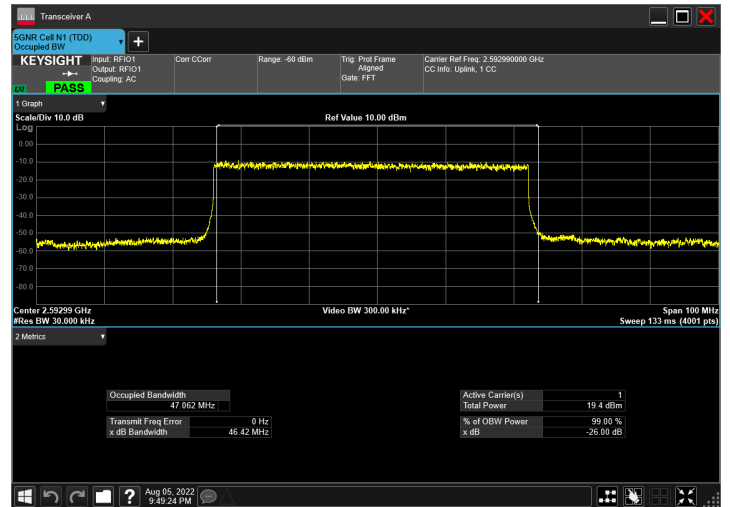 Transceiver A
5GNR Cell N1 (TDD)
Occupied BW
KEYSIGHT
LXI
PASS
Input: RFIO1
Output: RFIO1
Coupling: AC
Corr CCorr
Range: -60 dBm
Trig: Prot Frame
Aligned
Gate: FFT
Carrier Ref Freq: 2.592990000 GHz
CC Info: Uplink, 1 CC
1 Graph
Scale/Div 10.0 dB
Ref Value 10.00 dBm
Log
0.00
-10.0
-20.0
-30.0
-40.0
-50.0
-60.0
-70.0
-80.0
Center 2.59299 GHz
Video BW 300.00 kHz*
Span 100 MHz
#Res BW 30.000 kHz
Sweep 133 ms (4001 pts)
2 Metrics
Occupied Bandwidth
47.062 MHz
Transmit Freq Error 0 Hz
x dB Bandwidth 46.42 MHz
Active Carrier(s) 1
Total Power 19.4 dBm
% of OBW Power 99.00 %
x dB -26.00 dB
?
Aug 05, 2022
9:49:24 PM